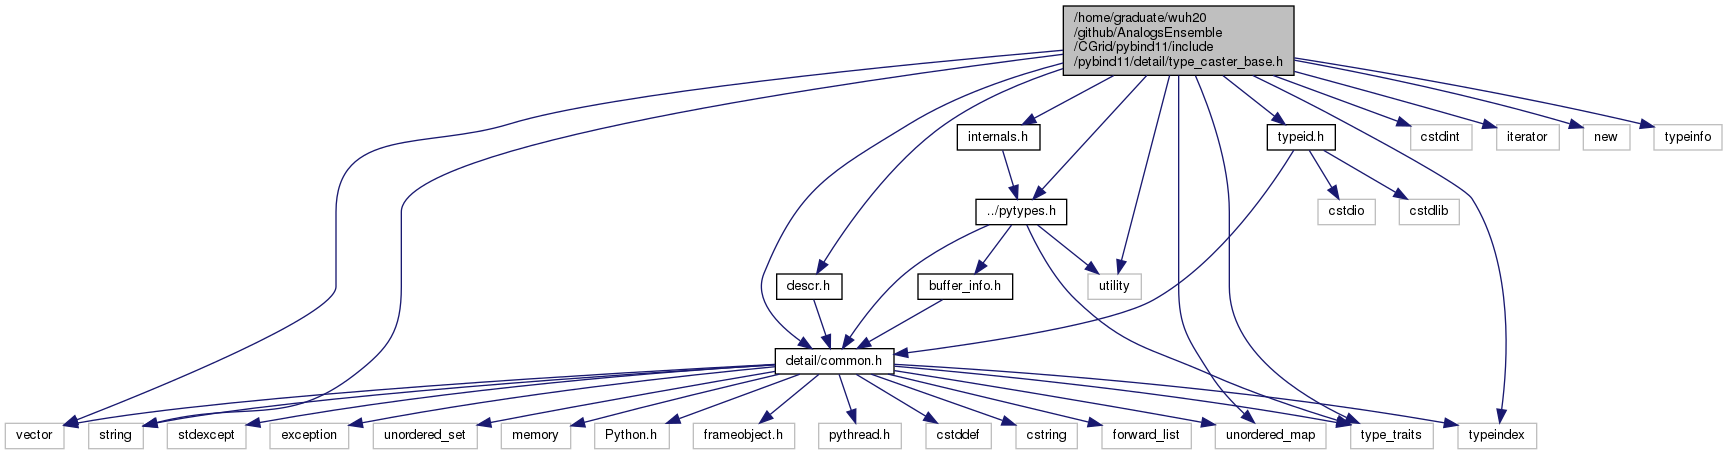 /home/graduate/wuh20
/github/AnalogsEnsemble
/CGrid/pybind11/include
/pybind11/detail/type_caster_base.h
internals.h
typeid.h
cstdint
iterator
new
typeinfo
../pytypes.h
cstdio
cstdlib
descr.h
buffer_info.h
utility
detail/common.h
vector
string
stdexcept
exception
unordered_set
memory
Python.h
frameobject.h
pythread.h
cstddef
cstring
forward_list
unordered_map
type_traits
typeindex